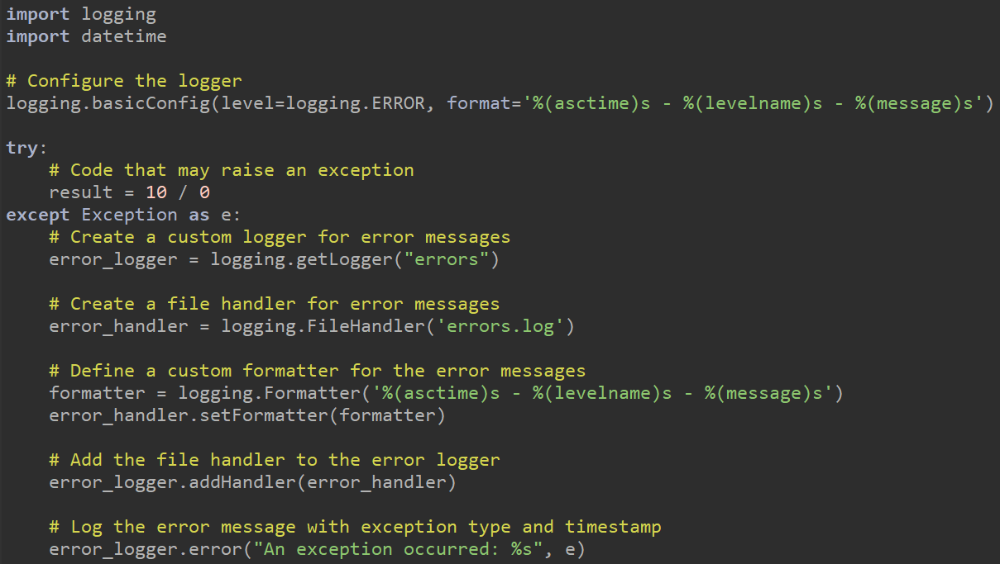 import logging
import datetime
# Configure the logger
logging.basicConfig(level=logging.ERROR, format='%(asctime)s - %(levelname)s - %(message)s')
try:
    # Code that may raise an exception
    result = 10 / 0
except Exception as e:
    # Create a custom logger for error messages
    error_logger = logging.getLogger("errors")
    # Create a file handler for error messages
    error_handler = logging.FileHandler('errors.log')
    # Define a custom formatter for the error messages
    formatter = logging.Formatter('%(asctime)s - %(levelname)s - %(message)s')
    error_handler.setFormatter(formatter)
    # Add the file handler to the error logger
    error_logger.addHandler(error_handler)
    # Log the error message with exception type and timestamp
    error_logger.error("An exception occurred: %s", e)